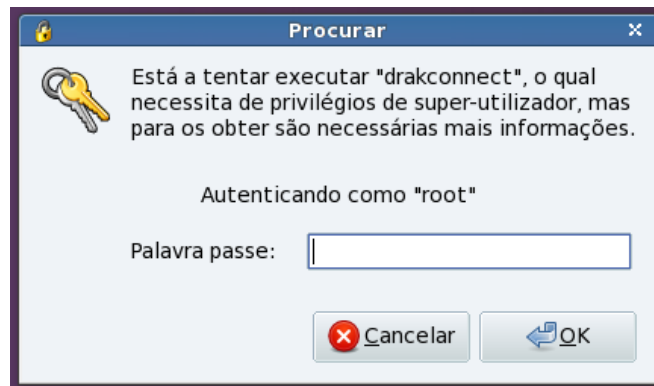 Procurar
Está a tentar executar "drakconnect", o qual
necessita de privilégios de super-utilizador, mas
para os obter são necessárias mais informações.
Autenticando como "root"
Palavra passe:
Cancelar OK